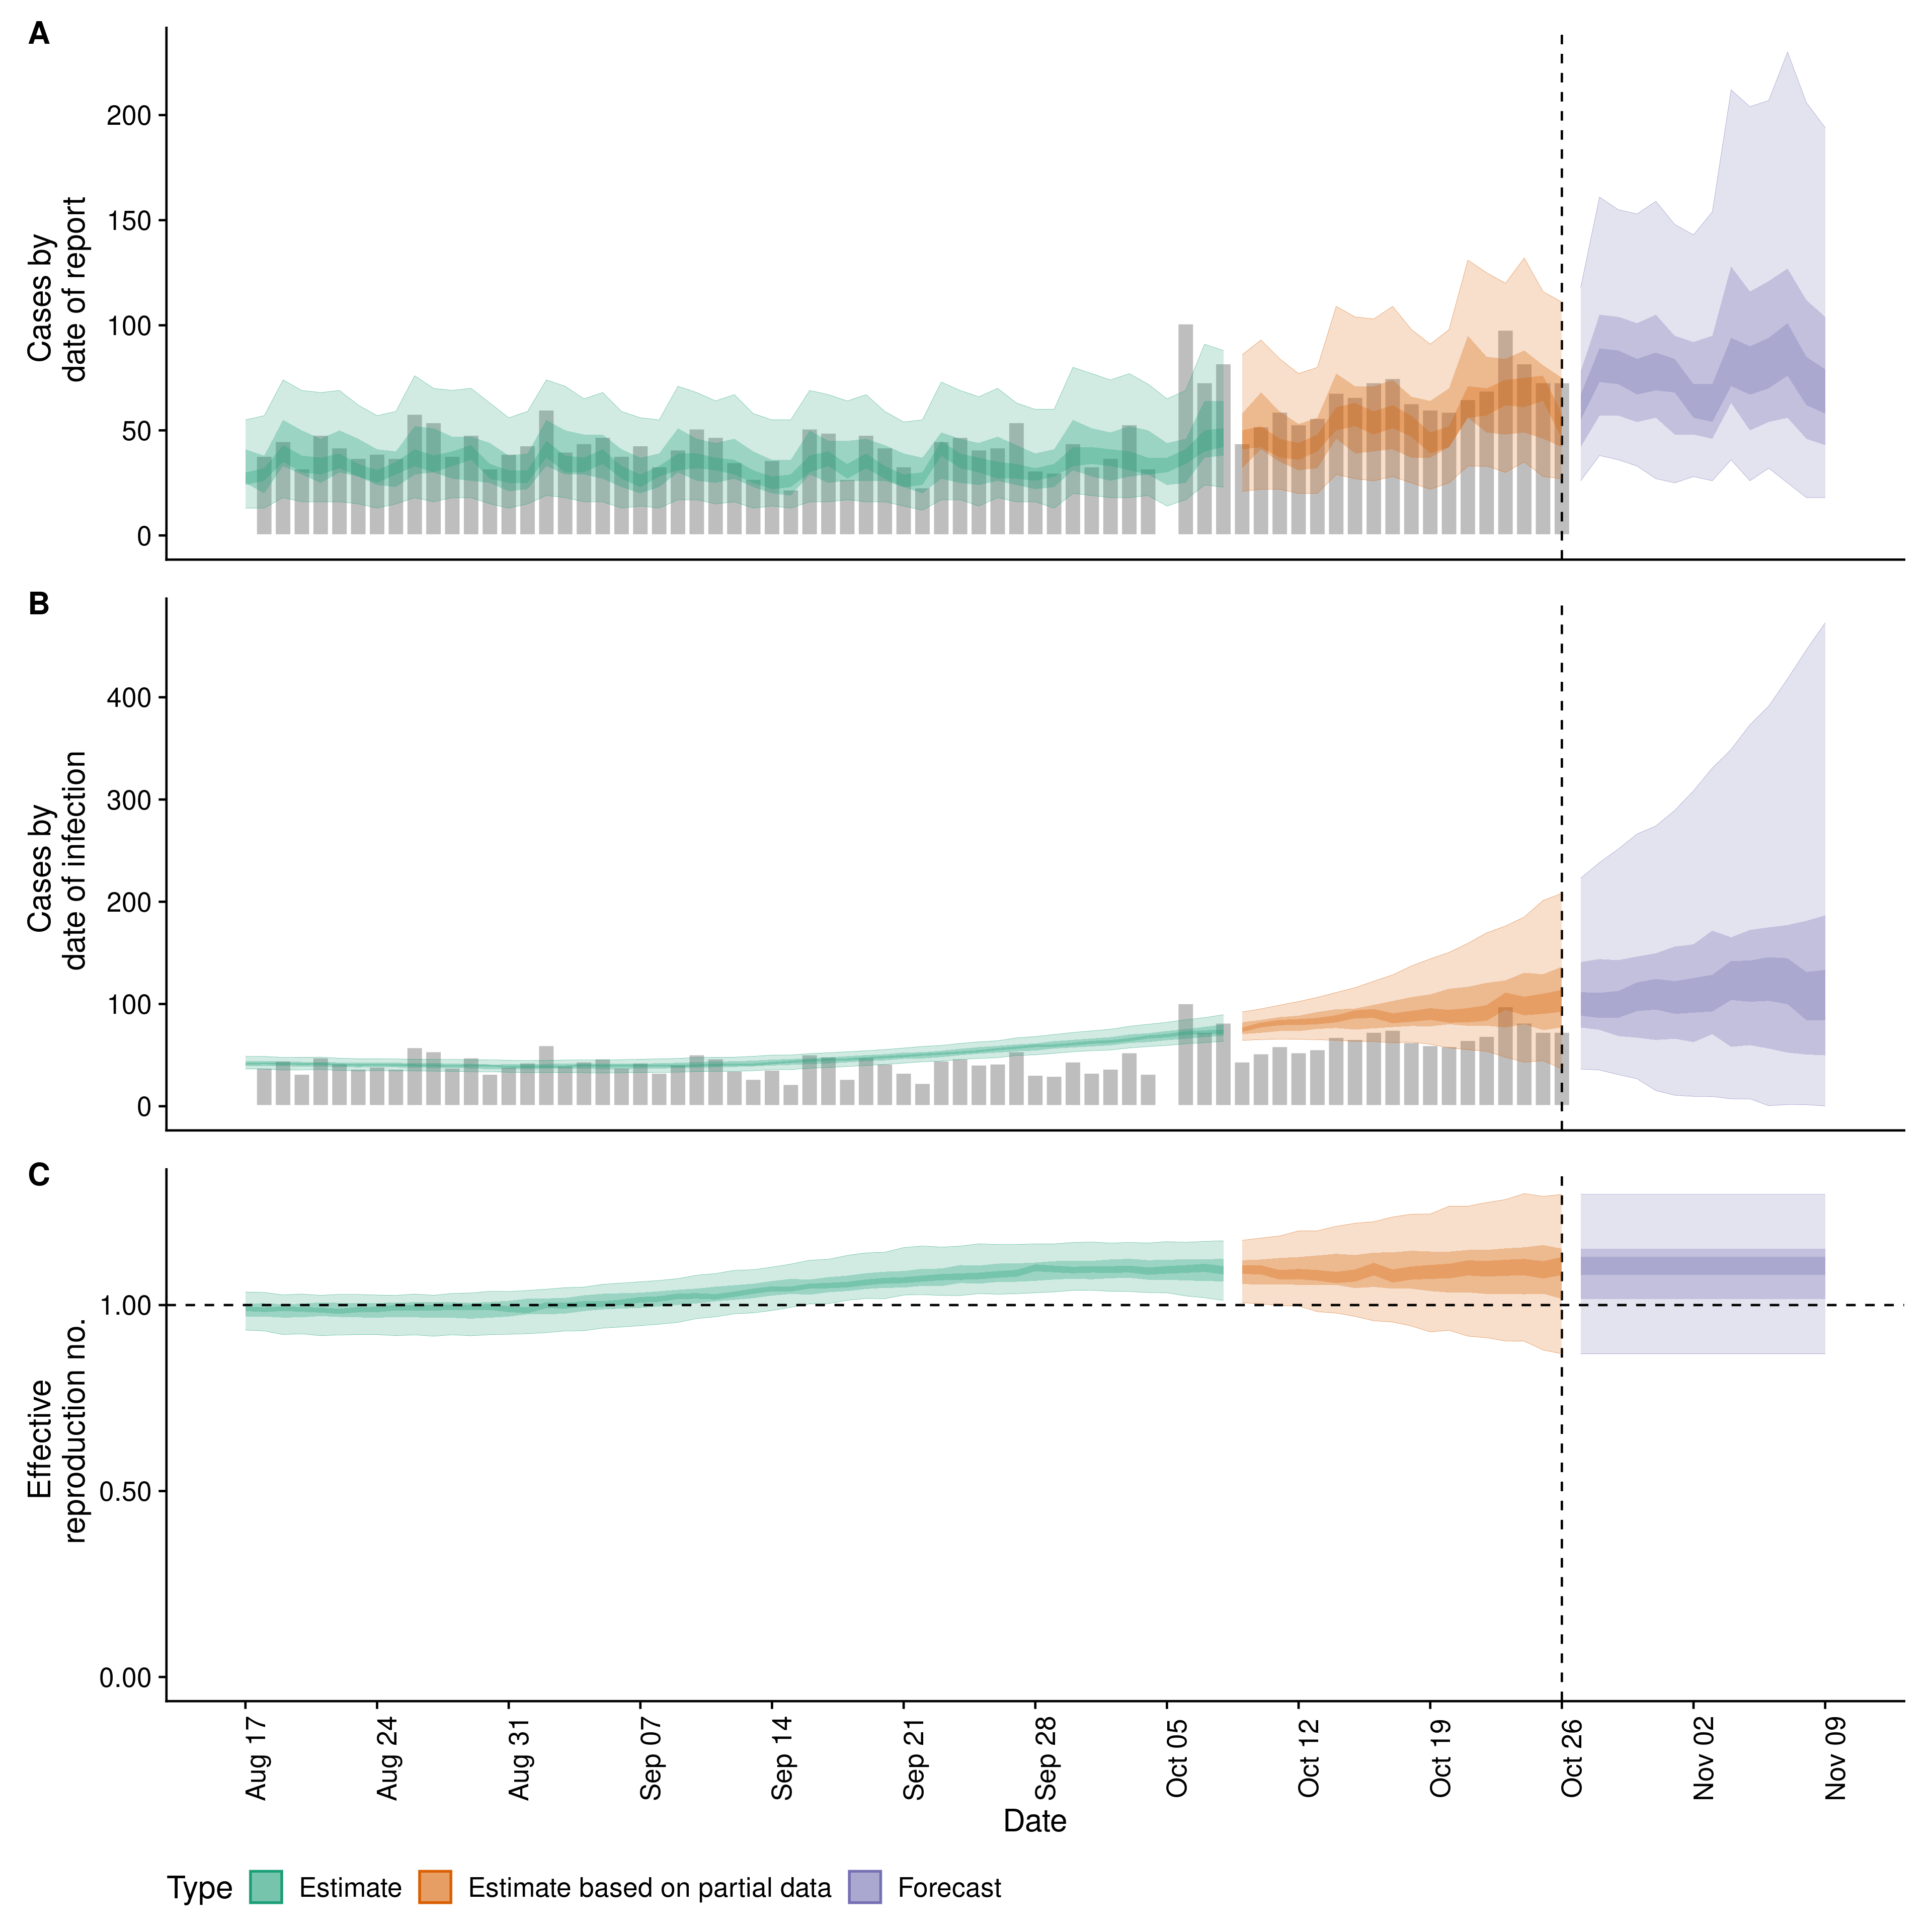 A
Cases by
date of report
200
150
100
50
0
B
Cases by
date of infection
400
300
200
100
0
C
Effective
reproduction no.
1.00
0.50
0.00
Aug 17
Aug 24
Aug 31
Sep 07
Sep 14
Sep 21
Sep 28
Oct 05
Oct 12
Oct 19
Oct 26
Nov 02
Nov 09
Date
Type Estimate Estimate based on partial data Forecast